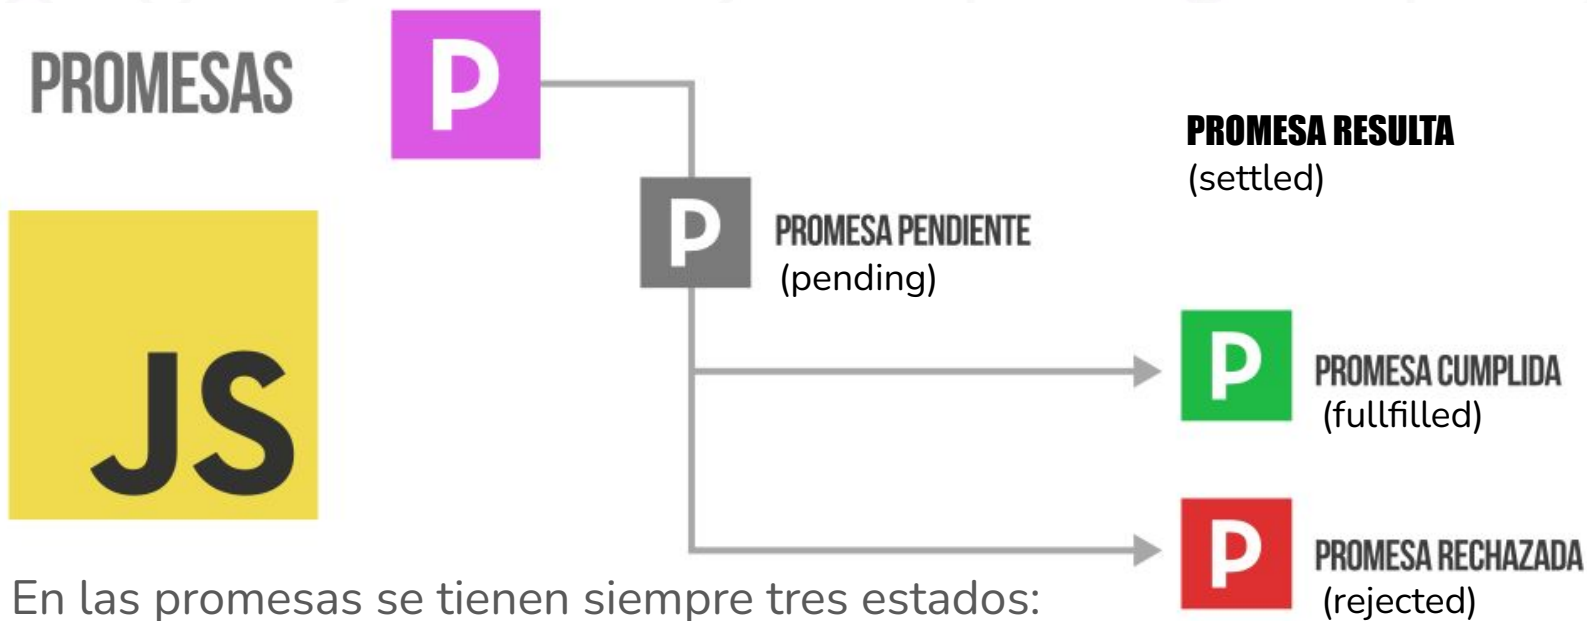 PROMESAS
P
PROMESA RESULTA
(settled)
P
PROMESA PENDIENTE
(pending)
JS
P
PROMESA CUMPLIDA
(fullfilled)
P
PROMESA RECHAZADA
(rejected)
En las promesas se tienen siempre tres estados: